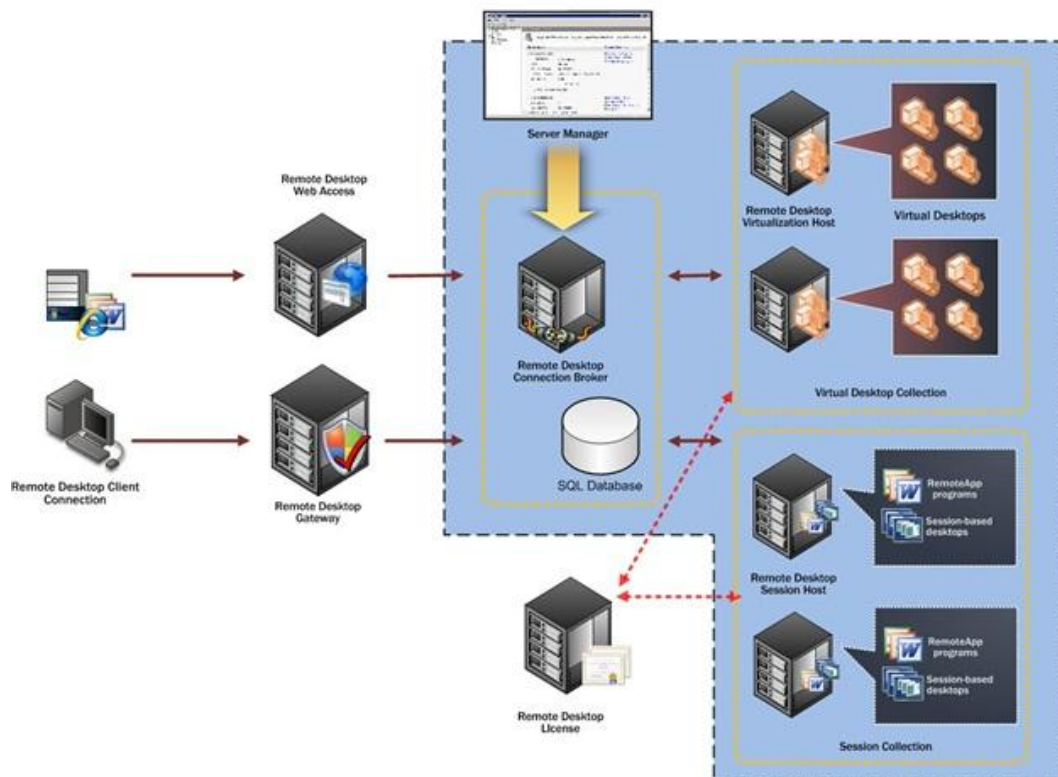 Server Manager
Remote Desktop
Web Access
Remote Desktop
Virtualization Host
Virtual Desktops
Remote Desktop
Connection Broker
Virtual Desktop Collection
Remote Desktop Client
Connection
Remote Desktop
Gateway
SQL Database
RemoteApp
programs
Session-based
desktops
Remote Desktop
Session Host
Remote Desktop
LIcense
RemoteApp
programs
Session-based
desktops
Session Collection